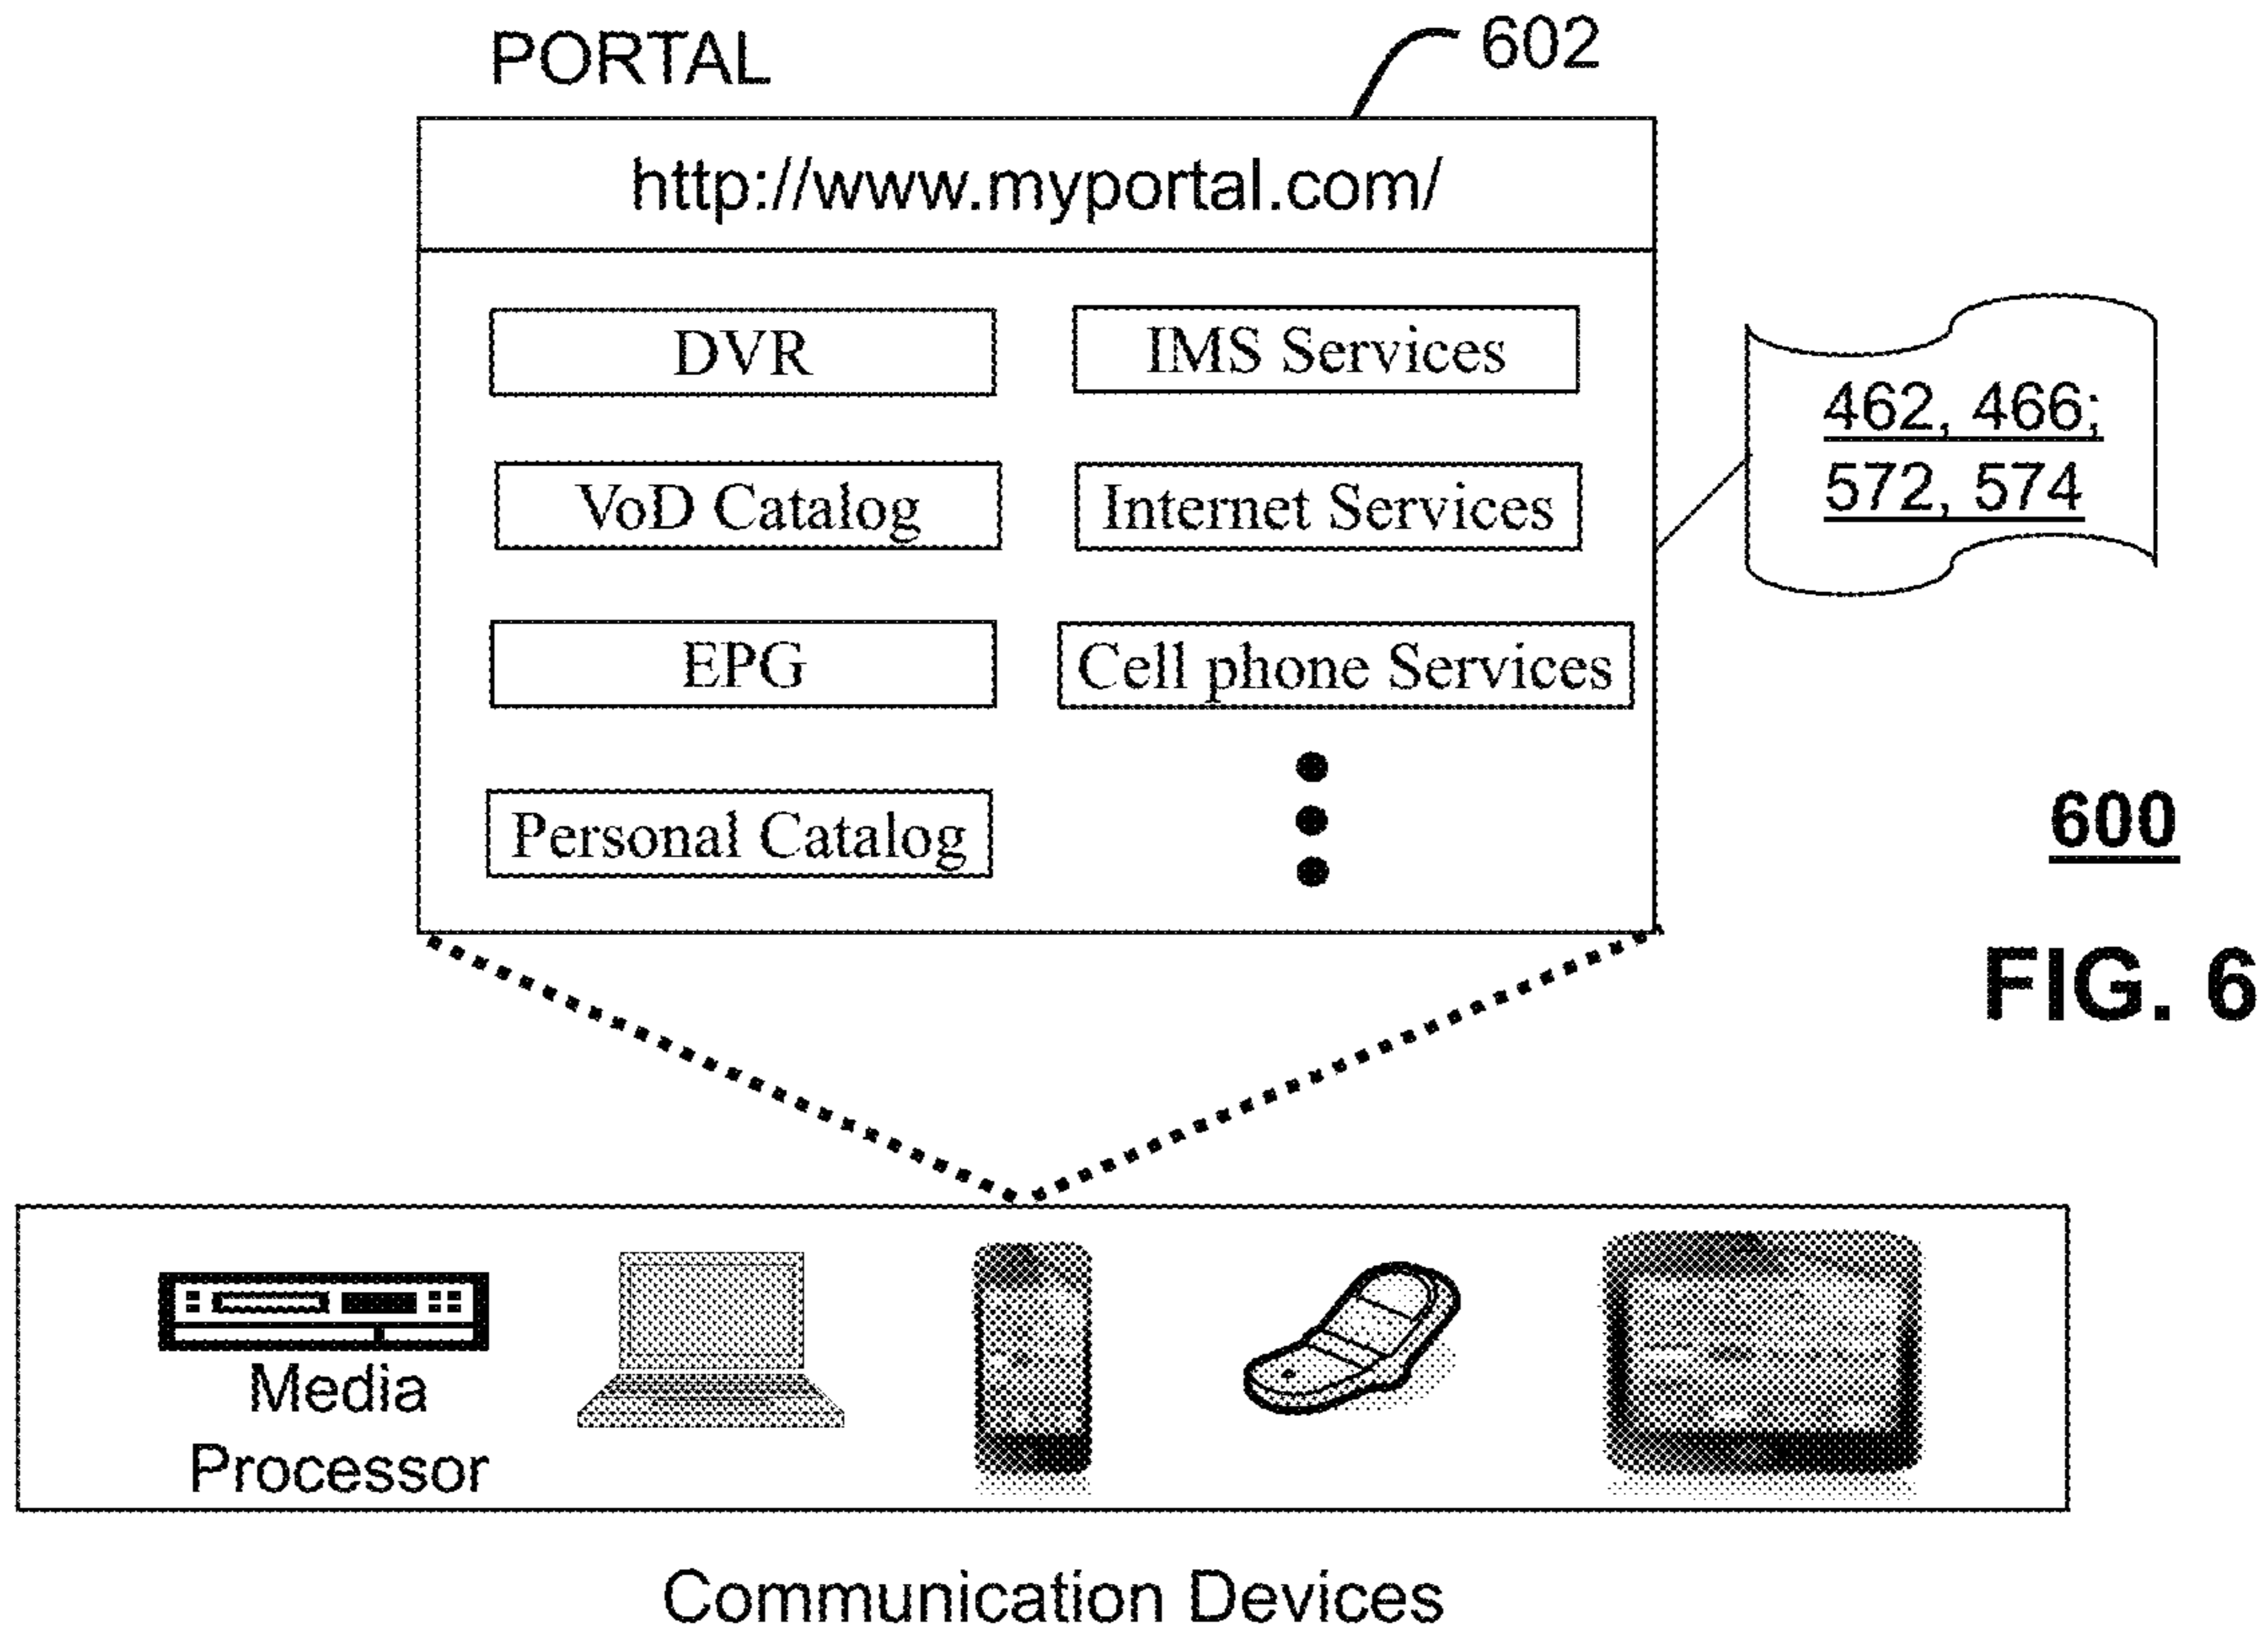 PORTAL
602
http://www.myportal.com/
DVR
IMS Services
462, 466;
572, 574
VoD Catalog
Internet Services
EPG
Cell phone Services
Personal Catalog
600
FIG. 6
Media
Processor
Communication Devices